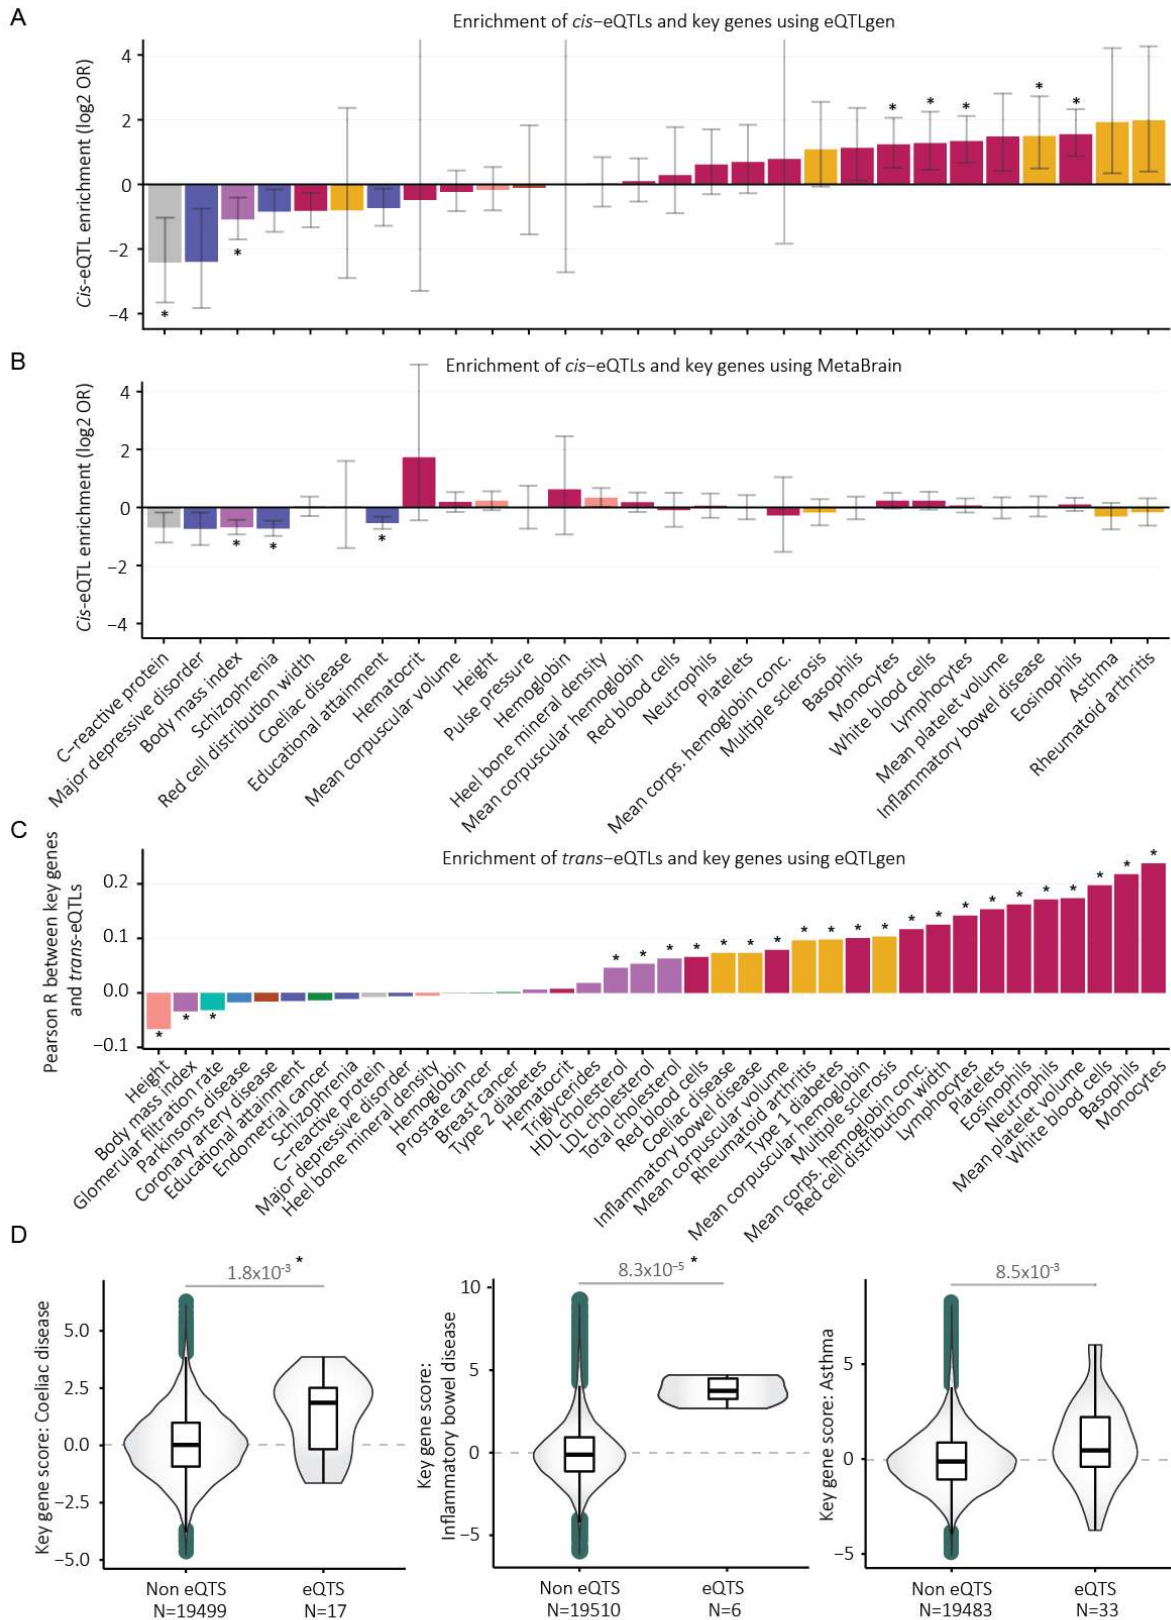 A
Enrichment of cis−eQTLs and key genes using eQTLgen
Cis-eQTL enrichment (log2 OR)
4
2
0
−2
−4
* * * * * * *
B
Enrichment of cis−eQTLs and key genes using MetaBrain
Cis-eQTL enrichment (log2 OR)
4
2
0
−2
−4
* * *
C−reactive protein
Major depressive disorder
Body mass index
Schizophrenia
Red cell distribution width
Coeliac disease
Educational attainment
Hematocrit
Mean corpuscular volume
Height
Pulse pressure
Hemoglobin
Heel bone mineral density
Mean corpuscular hemoglobin
Red blood cells
Neutrophils
Platelets
Mean corps. hemoglobin conc.
Multiple sclerosis
Basophils
Monocytes
White blood cells
Lymphocytes
Mean platelet volume
Inflammatory bowel disease
Eosinophils
Asthma
Rheumatoid arthritis
C
Enrichment of trans−eQTLs and key genes using eQTLgen
Pearson R between key genes
and trans-eQTLs
0.2
0.1
0.0
−0.1
* * * * * * * * * * * * * * * * * * * * * * * *
Height
Body mass index
Glomerular filtration rate
Parkinsons disease
Coronary artery disease
Educational attainment
Endometrial cancer
Schizophrenia
C−reactive protein
Major depressive disorder
Heel bone mineral density
Hemoglobin
Prostate cancer
Breast cancer
Type 2 diabetes
Hematocrit
Triglycerides
HDL cholesterol
LDL cholesterol
Total cholesterol
Red blood cells
Coeliac disease
Inflammatory bowel disease
Mean corpuscular volume
Rheumatoid arthritis
Type 1 diabetes
Mean corpuscular hemoglobin
Multiple sclerosis
Mean corps. hemoglobin conc.
Red cell distribution width
Lymphocytes
Platelets
Eosinophils
Neutrophils
Mean platelet volume
White blood cells
Basophils
Monocytes
D
Key gene score: Coeliac disease
1.8x10⁻³ *
5.0
2.5
0.0
−2.5
−5.0
Non eQTS
N=19499
eQTS
N=17
Key gene score:
Inflammatory bowel disease
8.3x10⁻⁵ *
10
5
0
−5
Non eQTS
N=19510
eQTS
N=6
Key gene score: Asthma
8.5x10⁻³
5
0
−5
Non eQTS
N=19483
eQTS
N=33